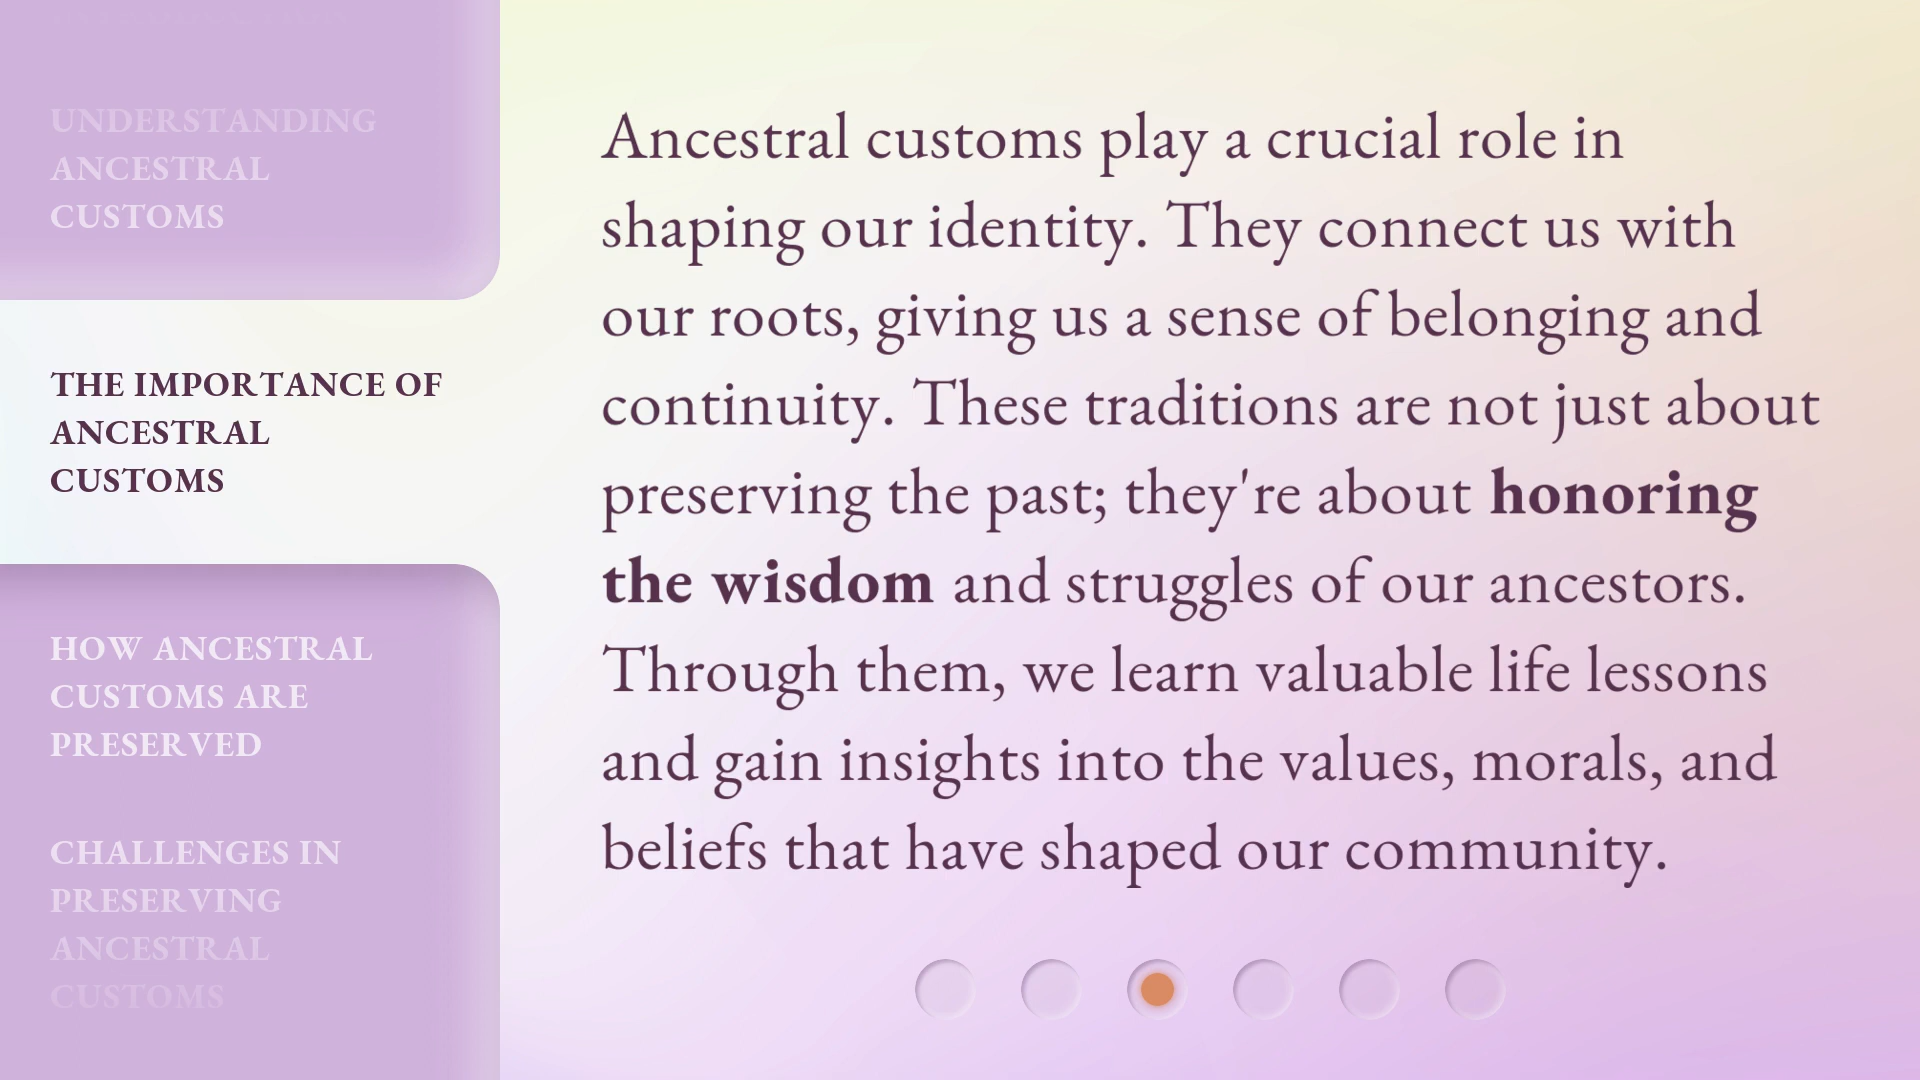 UNDERSTANDING
ANCESTRAL
CUSTOMS
THE IMPORTANCE OF
ANCESTRAL
CUSTOMS
HOW ANCESTRAL
CUSTOMS ARE
PRESERVED
CHALLENGES IN
PRESERVING
ANCESTRAL
CUSTOMS
Ancestral customs play a crucial role in
shaping our identity. They connect us with
our roots, giving us a sense of belonging and
continuity. These traditions are not just about
preserving the past; they're about honoring
the wisdom and struggles of our ancestors.
Through them, we learn valuable life lessons
and gain insights into the values, morals, and
beliefs that have shaped our community.